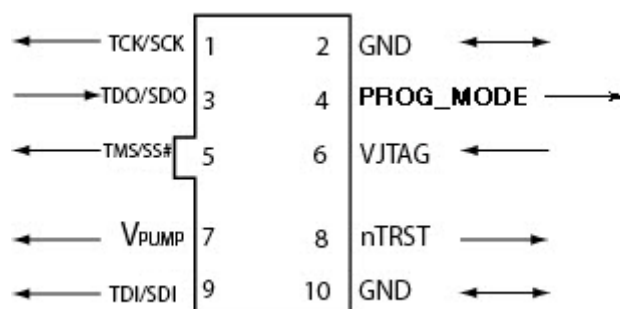 TCK/SCK 1 2 GND
TDO/SDO 3 4 PROG_MODE
TMS/SS# 5 6 VJTAG
VPUMP 7 8 nTRST
TDI/SDI 9 10 GND